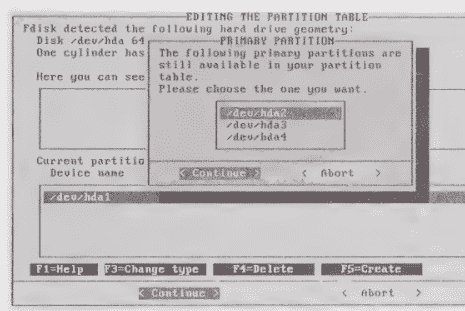 EDITING THE PARTITION TABLE
Fdisk detected the following hard drive geometry:
Disk /dev/hda 64
One cylinder has
Here you can see
PRIMARY PARTITION
The following primary partitions are
still available in your partition
table.
Please choose the one you want.
/dev/hda2
/dev/hda3
/dev/hda4
< Continue > < Abort >
Current partitio
Device name
/dev/hda1
F1=Help F3=Change type F4=Delete F5=Create
< Continue > < Abort >